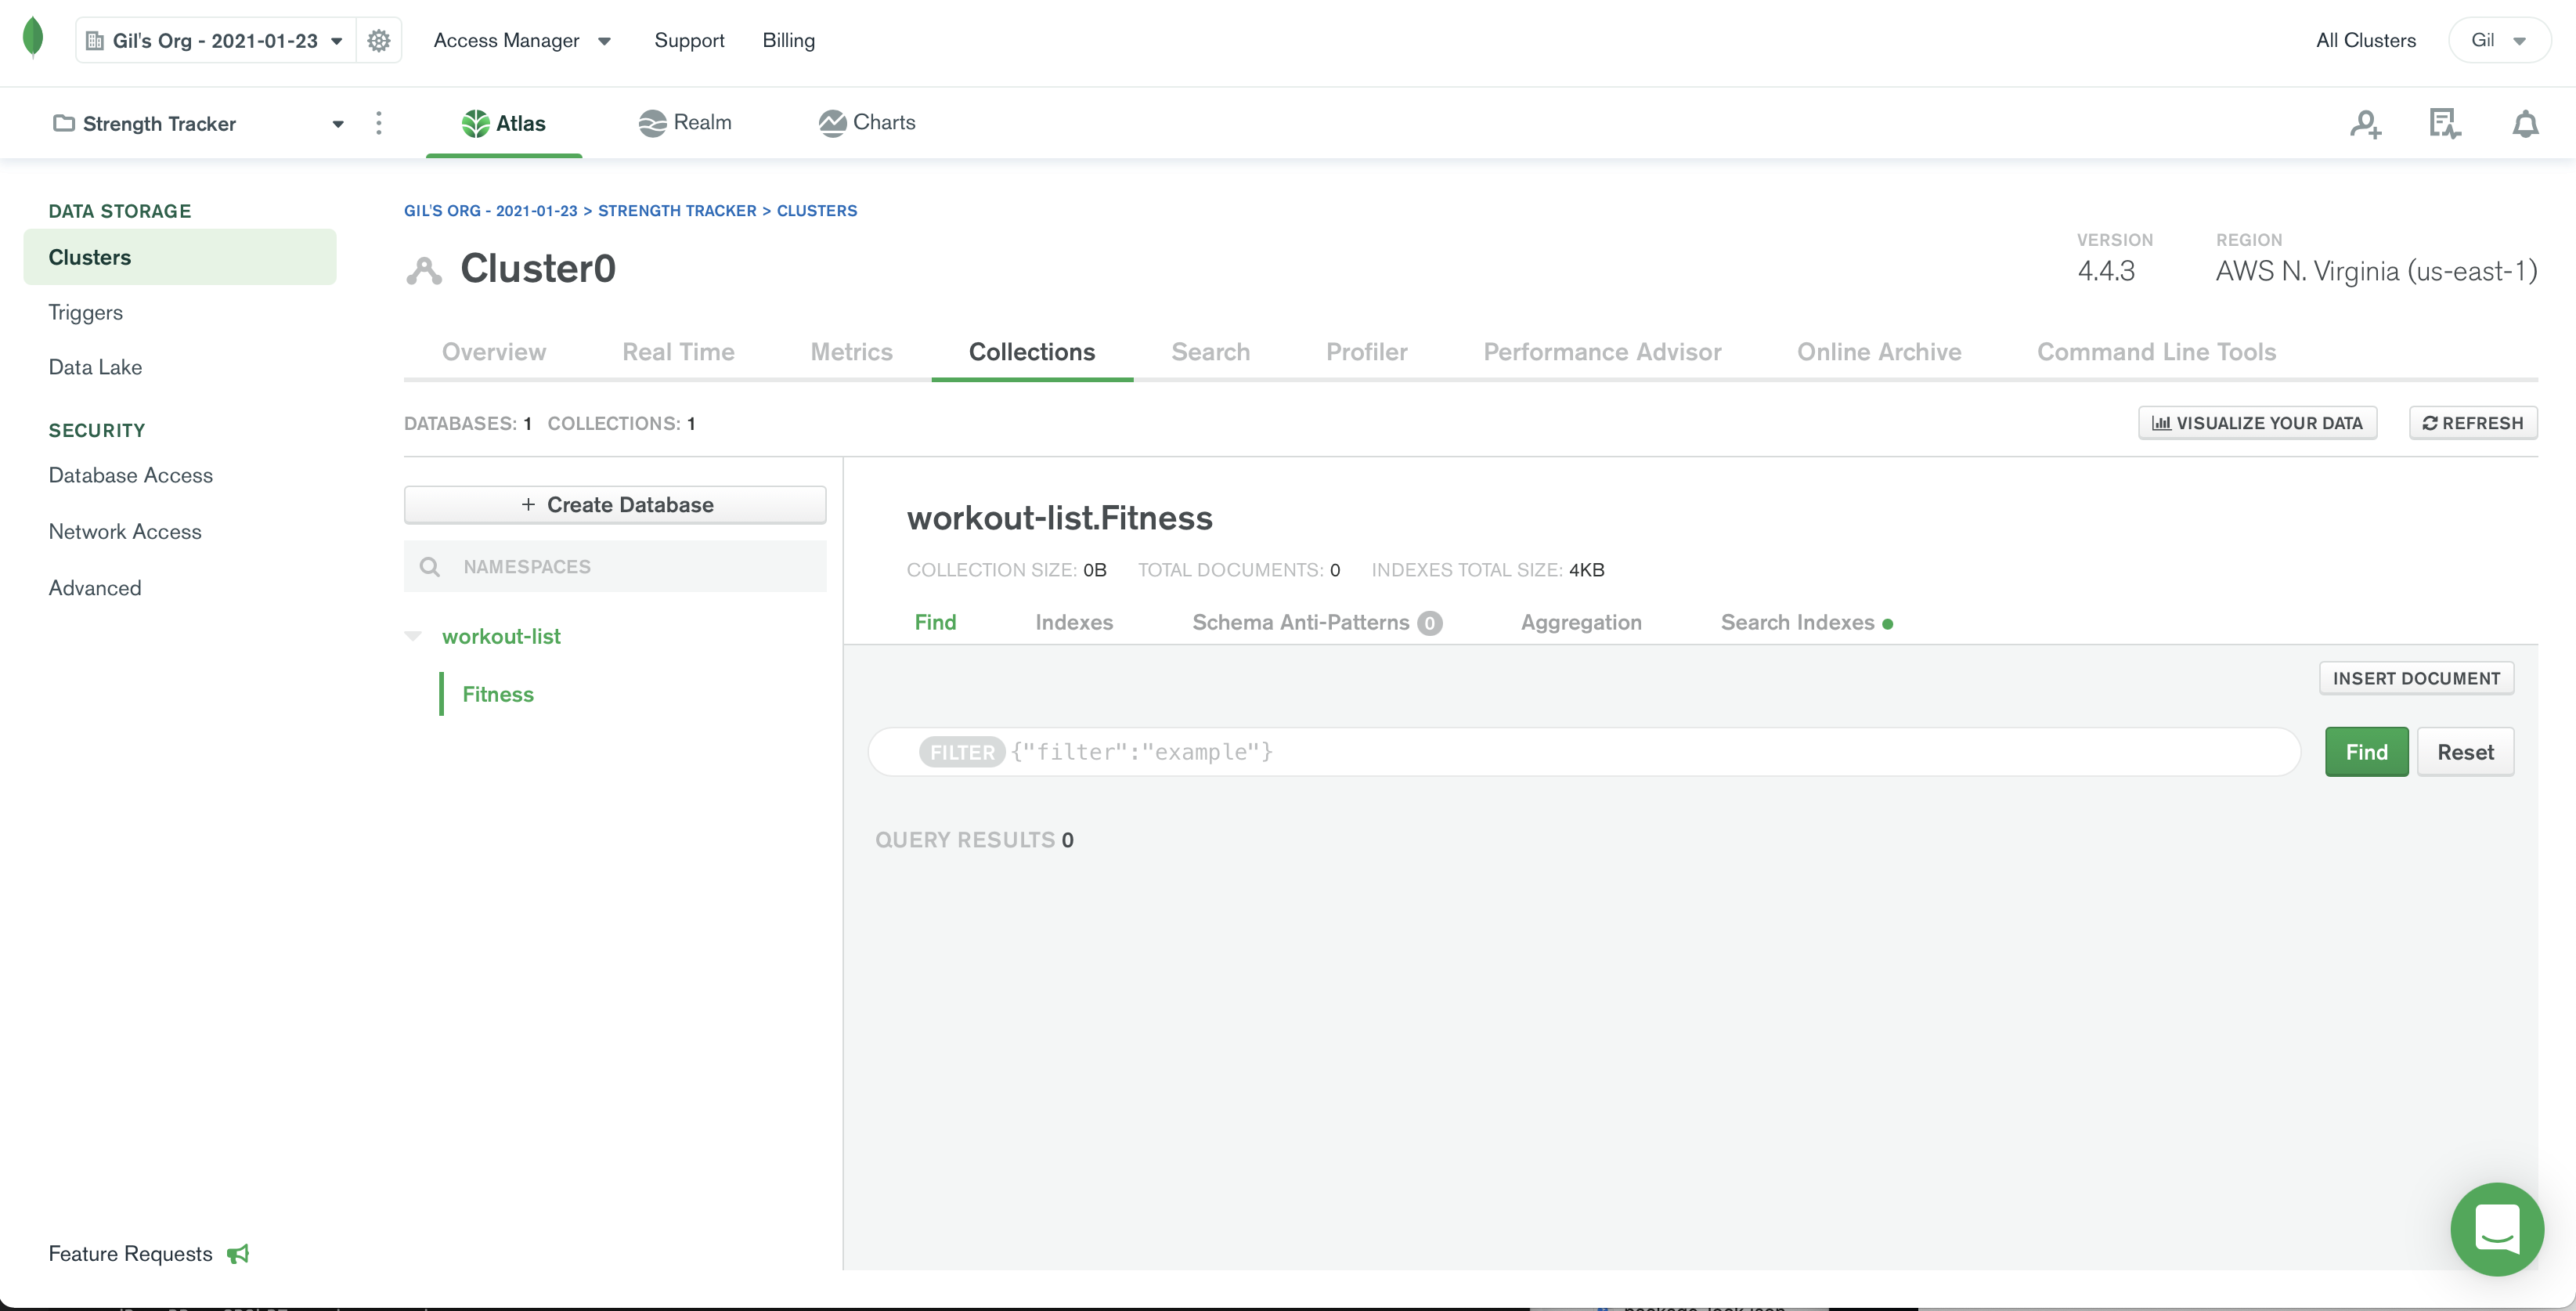 Gil's Org - 2021-01-23
Access Manager
Support
Billing
All Clusters
Gil
Strength Tracker
Atlas
Realm
Charts
DATA STORAGE
Clusters
Triggers
Data Lake
SECURITY
Database Access
Network Access
Advanced
Feature Requests
GIL'S ORG - 2021-01-23 > STRENGTH TRACKER > CLUSTERS
Cluster0
VERSION
4.4.3
REGION
AWS N. Virginia (us-east-1)
Overview
Real Time
Metrics
Collections
Search
Profiler
Performance Advisor
Online Archive
Command Line Tools
DATABASES: 1 COLLECTIONS: 1
VISUALIZE YOUR DATA
REFRESH
+ Create Database
NAMESPACES
workout-list
Fitness
workout-list.Fitness
COLLECTION SIZE: 0B TOTAL DOCUMENTS: 0 INDEXES TOTAL SIZE: 4KB
Find
Indexes
Schema Anti-Patterns 0
Aggregation
Search Indexes
INSERT DOCUMENT
FILTER {"filter":"example"}
Find
Reset
QUERY RESULTS 0